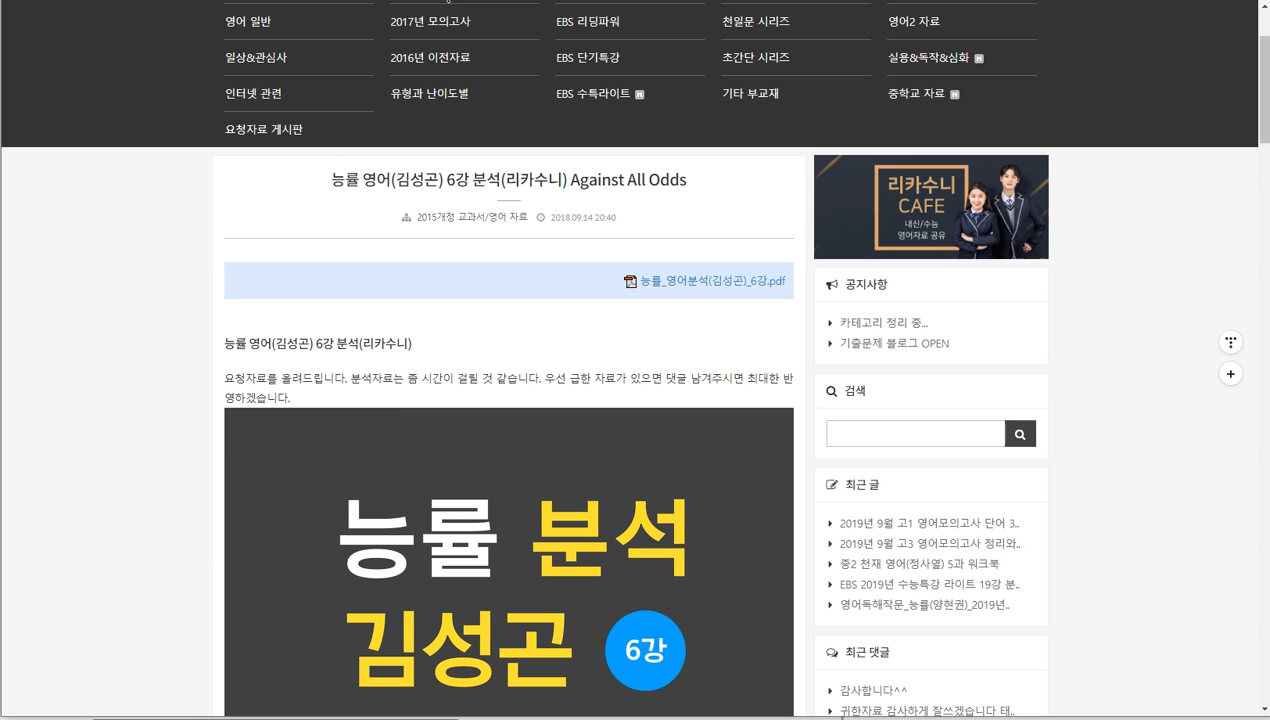 영어 일반
2017년 모의고사
EBS 리딩파워
천일문 시리즈
영어2 자료
일상&관심사
2016년 이전자료
EBS 단기특강
초간단 시리즈
실용&독작&심화 N
인터넷 관련
유형과 난이도별
EBS 수특라이트 N
기타 부교재
중학교 자료 N
요청자료 게시판
능률 영어(김성곤) 6강 분석(리카수니) Against All Odds
2015개정 교과서/영어 자료 2018.09.14 20:40
능률_영어분석(김성곤)_6강.pdf
능률 영어(김성곤) 6강 분석(리카수니)
요청자료를 올려드립니다. 분석자료는 좀 시간이 걸릴 것 같습니다. 우선 급한 자료가 있으면 댓글 남겨주시면 최대한 반
영하겠습니다.
능률 분석
김성곤 6강
리카수니
CAFE
내신/수능
영어자료 공유
공지사항
카테고리 정리 중...
기출문제 블로그 OPEN
검색
최근 글
2019년 9월 고1 영어모의고사 단어 3..
2019년 9월 고3 영어모의고사 정리와..
중2 천재 영어(정사열) 5과 워크북
EBS 2019년 수능특강 라이트 19강 분..
영어독해작문_능률(양현권)_2019년..
최근 댓글
감사합니다^^
귀한자료 감사하게 잘쓰겠습니다 태..